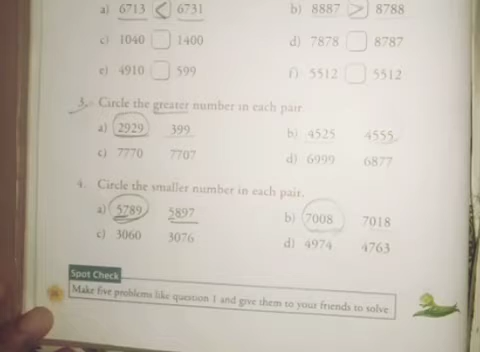 a) 6713 < 6731 b) 8887 > 8788
c) 1040 1400 d) 7878 8787
e) 4910 599 f) 5512 5512
3. Circle the greater number in each pair
a) 2929 399 b) 4525 4555
c) 7770 7707 d) 6999 6877
4. Circle the smaller number in each pair.
a) 5789 5897 b) 7008 7018
c) 3060 3076 d) 4974 4763
Spot Check
Make five problems like question 1 and give them to your friends to solve